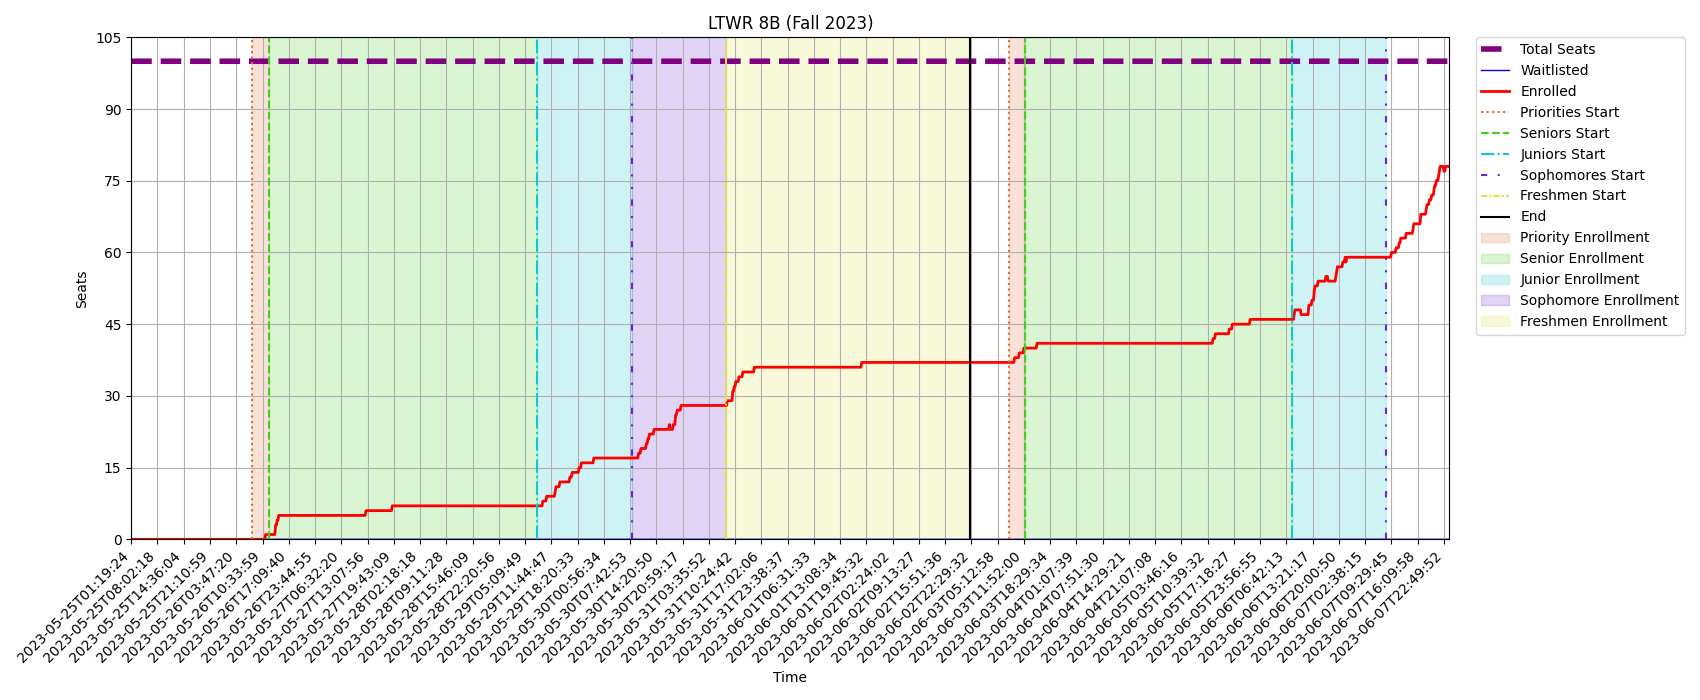 LTWR 8B (Fall 2023)
105
90
75
60
45
30
15
0
Seats
2023-05-25T01:19:24
2023-05-25T08:02:18
2023-05-25T14:36:04
2023-05-25T21:10:59
2023-05-26T03:47:20
2023-05-26T10:33:59
2023-05-26T17:09:40
2023-05-26T23:44:55
2023-05-27T06:32:20
2023-05-27T13:07:56
2023-05-27T19:43:09
2023-05-28T02:18:18
2023-05-28T09:11:28
2023-05-28T15:46:09
2023-05-28T22:20:56
2023-05-29T05:09:49
2023-05-29T11:44:47
2023-05-29T18:20:33
2023-05-30T00:56:34
2023-05-30T07:42:53
2023-05-30T14:20:50
2023-05-30T20:59:17
2023-05-31T03:35:52
2023-05-31T10:24:42
2023-05-31T17:02:06
2023-05-31T23:38:37
2023-06-01T06:31:33
2023-06-01T13:08:34
2023-06-01T19:45:32
2023-06-02T02:24:02
2023-06-02T09:13:27
2023-06-02T15:51:36
2023-06-02T22:29:32
2023-06-03T05:12:58
2023-06-03T11:52:00
2023-06-03T18:29:34
2023-06-04T01:07:39
2023-06-04T07:51:30
2023-06-04T14:29:21
2023-06-04T21:07:08
2023-06-05T03:46:16
2023-06-05T10:39:32
2023-06-05T17:18:27
2023-06-05T23:56:55
2023-06-06T06:42:13
2023-06-06T13:21:17
2023-06-06T20:00:50
2023-06-07T02:38:15
2023-06-07T09:29:45
2023-06-07T16:09:58
2023-06-07T22:49:52
Time
Total Seats
Waitlisted
Enrolled
Priorities Start
Seniors Start
Juniors Start
Sophomores Start
Freshmen Start
End
Priority Enrollment
Senior Enrollment
Junior Enrollment
Sophomore Enrollment
Freshmen Enrollment